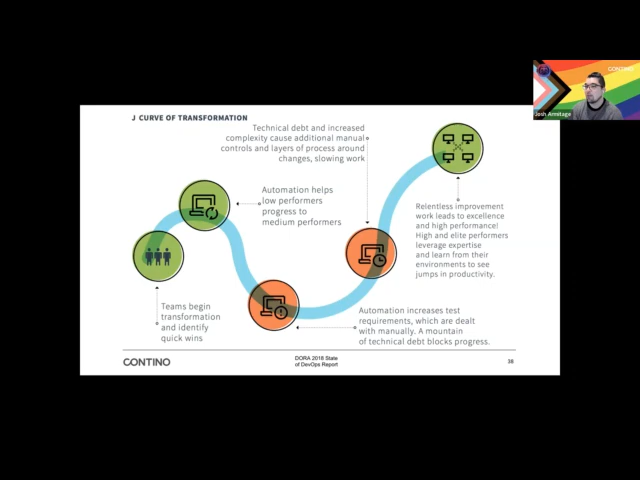 CONTINO
Josh Armitage
J CURVE OF TRANSFORMATION
Technical debt and increased
complexity cause additional manual
controls and layers of process around
changes, slowing work
Automation helps
low performers
progress to
medium performers
Relentless improvement
work leads to excellence
and high performance!
High and elite performers
leverage expertise
and learn from their
environments to see
jumps in productivity.
Teams begin
transformation
and identify
quick wins
Automation increases test
requirements, which are dealt
with manually. A mountain
of technical debt blocks progress.
CONTINO
DORA 2018 State
of DevOps Report
38